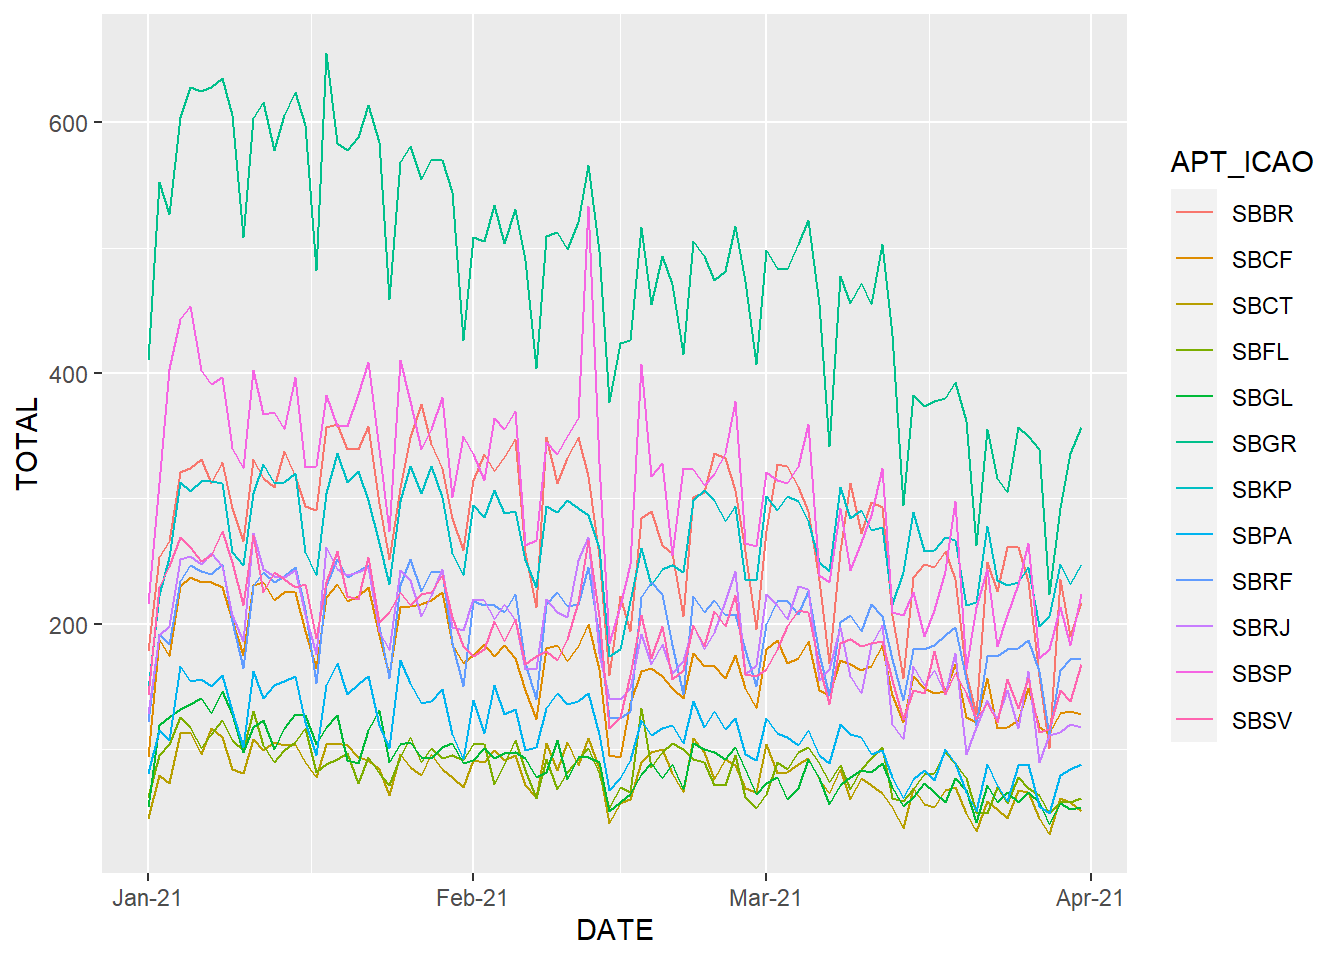 TOTAL
600
400
200
Jan-21
Feb-21
Mar-21
Apr-21
DATE
APT_ICAO
SBBR
SBCF
SBCT
SBFL
SBGL
SBGR
SBKP
SBPA
SBRF
SBRJ
SBSP
SBSV